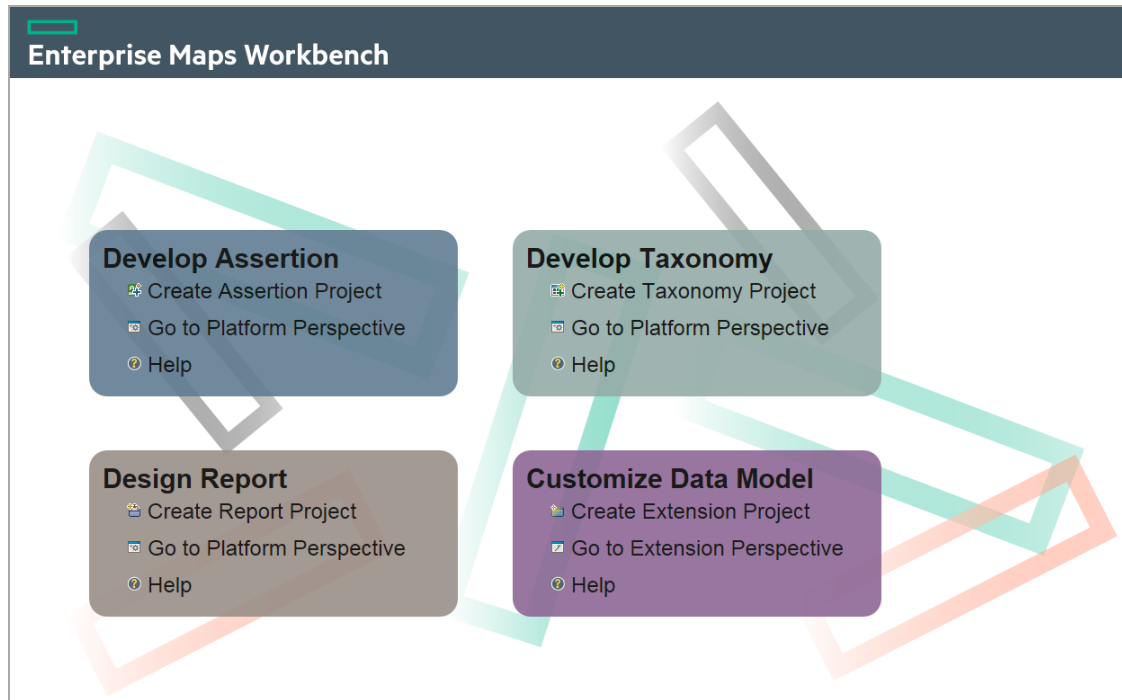 Enterprise Maps Workbench
Develop Assertion
Create Assertion Project
Go to Platform Perspective
Help
Develop Taxonomy
Create Taxonomy Project
Go to Platform Perspective
Help
Design Report
Create Report Project
Go to Platform Perspective
Help
Customize Data Model
Create Extension Project
Go to Extension Perspective
Help